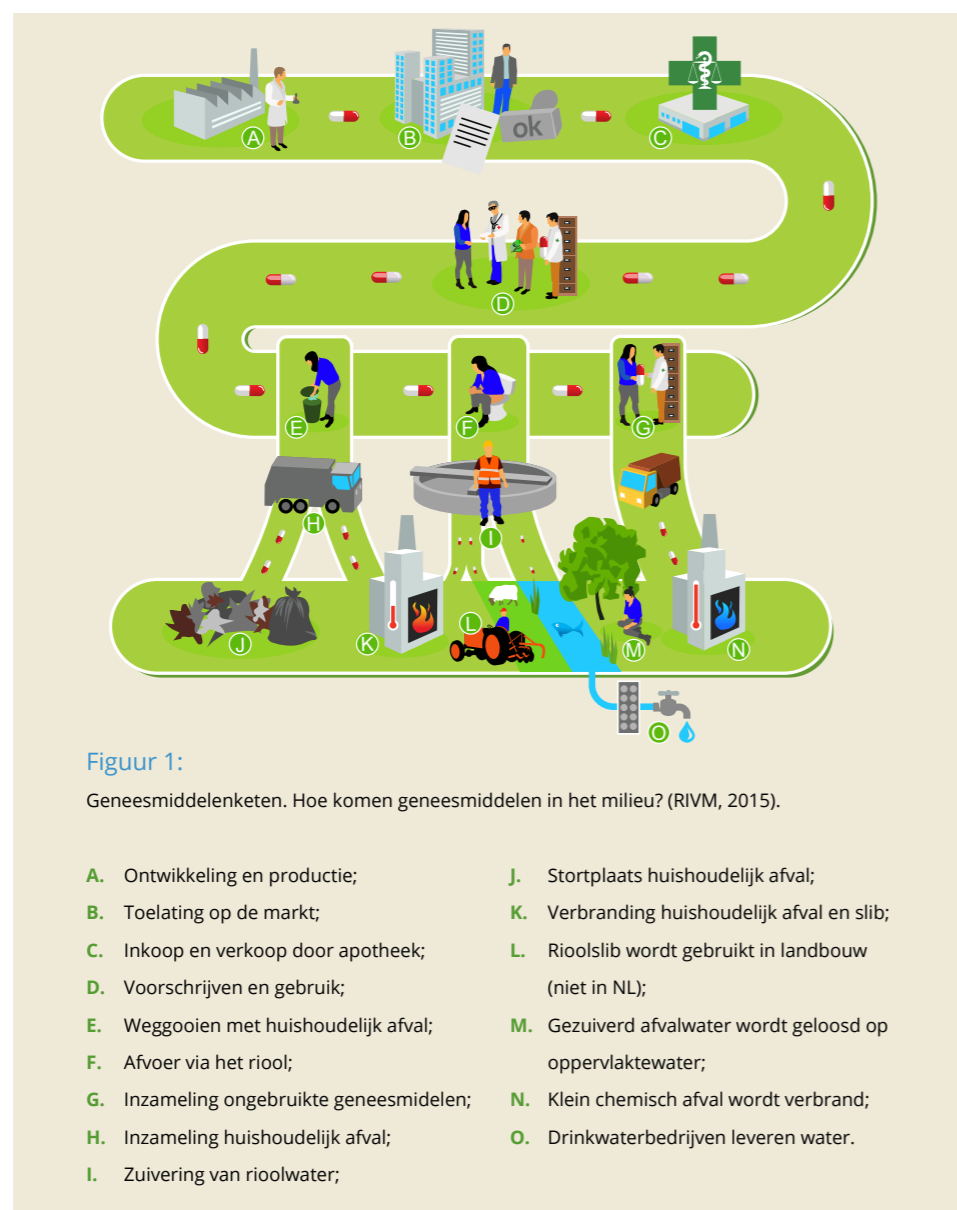 A
B
ok
C
D
E
F
G
H
I
J
K
L
M
N
O
Figuur 1:
Geneesmiddelenketen. Hoe komen geneesmiddelen in het milieu? (RIVM, 2015).
A. Ontwikkeling en productie;
B. Toelating op de markt;
C. Inkoop en verkoop door apotheek;
D. Voorschrijven en gebruik;
E. Weggooien met huishoudelijk afval;
F. Afvoer via het riool;
G. Inzameling ongebruikte geneesmidelen;
H. Inzameling huishoudelijk afval;
I. Zuivering van rioolwater;
J. Stortplaats huishoudelijk afval;
K. Verbranding huishoudelijk afval en slib;
L. Rioolslib wordt gebruikt in landbouw
(niet in NL);
M. Gezuiverd afvalwater wordt geloosd op
oppervlaktewater;
N. Klein chemisch afval wordt verbrand;
O. Drinkwaterbedrijven leveren water.